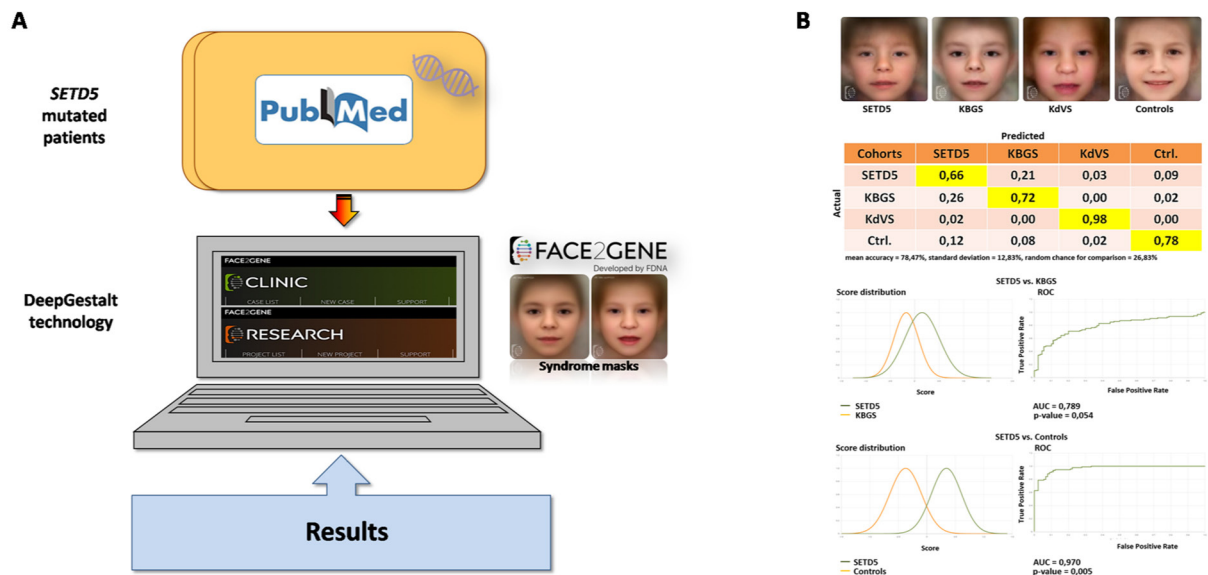 A
SETD5
mutated
patients
PubMed
DeepGestalt
technology
FACE2GENE
CLINIC
CASE LIST NEW CASE SUPPORT
FACE2GENE
RESEARCH
PROJECT LIST NEW PROJECT SUPPORT
FACE2GENE
Developed by FDNA
Syndrome masks
Results
B
SETD5 KBGS KdVS Controls
Predicted
Actual
Cohorts SETD5 KBGS KdVS Ctrl.
SETD5 0,66 0,21 0,03 0,09
KBGS 0,26 0,72 0,00 0,02
KdVS 0,02 0,00 0,98 0,00
Ctrl. 0,12 0,08 0,02 0,78
mean accuracy = 78,47%, standard deviation = 12,83%, random chance for comparison = 26,83%
SETD5 vs. KBGS
Score distribution ROC
True Positive Rate
Score
False Positive Rate
SETD5
KBGS
AUC = 0,789
p-value = 0,054
SETD5 vs. Controls
Score distribution ROC
True Positive Rate
Score
False Positive Rate
SETD5
Controls
AUC = 0,970
p-value = 0,005